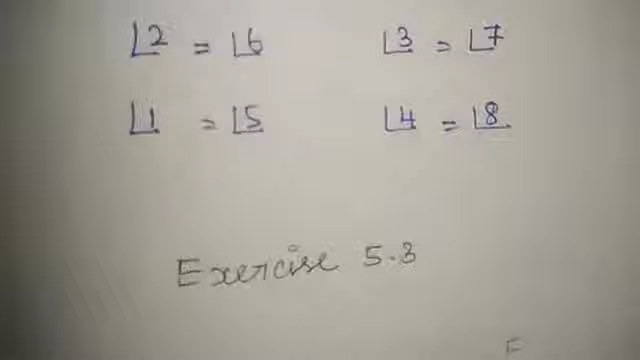 ∠2 = ∠6 ∠3 = ∠7
∠1 = ∠5 ∠4 = ∠8
Exercise 5.3